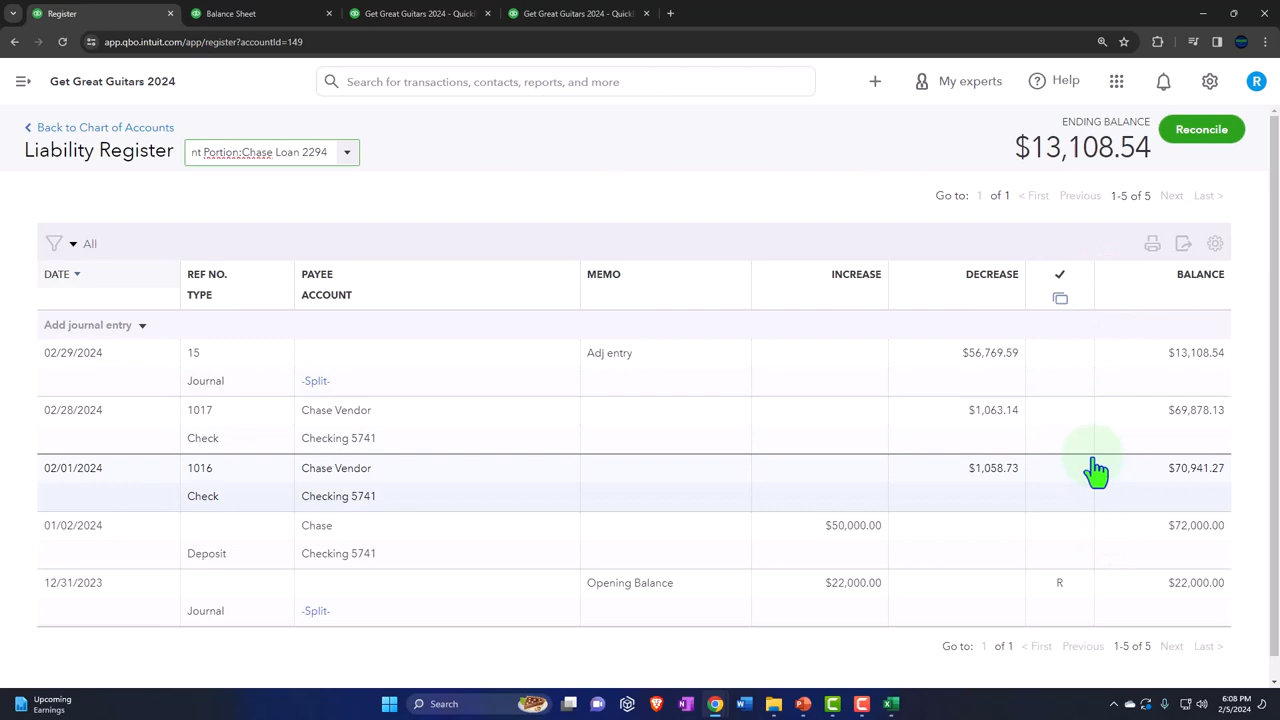 Register
Balance Sheet
Get Great Guitars 2024 - QuickB
Get Great Guitars 2024 - QuickB
app.qbo.intuit.com/app/register?accountId=149
Get Great Guitars 2024
Search for transactions, contacts, reports, and more
My experts
Help
R
Back to Chart of Accounts
Liability Register
nt Portion:Chase Loan 2294
ENDING BALANCE
$13,108.54
Reconcile
Go to: 1 of 1 < First Previous 1-5 of 5 Next Last >
All
DATE REF NO. PAYEE MEMO INCREASE DECREASE ✓ BALANCE
TYPE ACCOUNT
Add journal entry
02/29/2024 15 Adj entry $56,769.59 $13,108.54
Journal -Split-
02/28/2024 1017 Chase Vendor $1,063.14 $69,878.13
Check Checking 5741
02/01/2024 1016 Chase Vendor $1,058.73 $70,941.27
Check Checking 5741
01/02/2024 Chase $50,000.00 $72,000.00
Deposit Checking 5741
12/31/2023 Opening Balance $22,000.00 R $22,000.00
Journal -Split-
Go to: 1 of 1 < First Previous 1-5 of 5 Next Last >
Upcoming
Earnings
Search
6:08 PM
2/5/2024